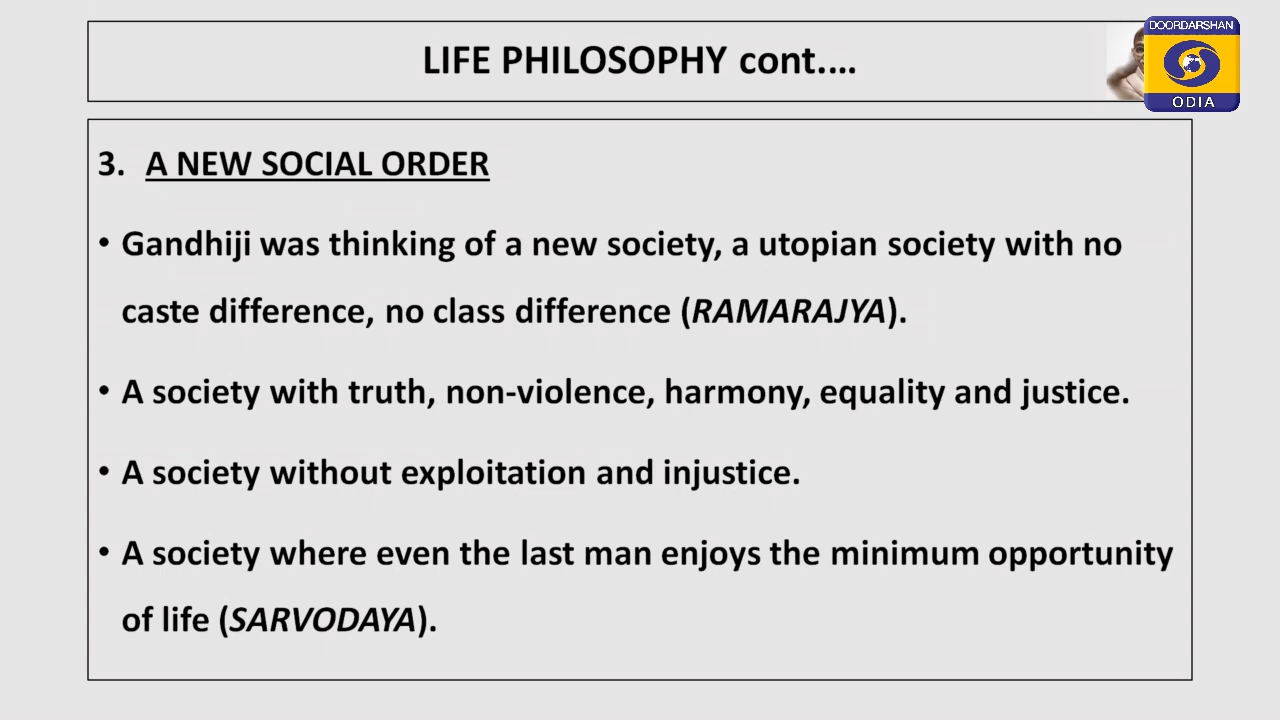 LIFE PHILOSOPHY cont.…
DOORDARSHAN
ODIA
3. A NEW SOCIAL ORDER
• Gandhiji was thinking of a new society, a utopian society with no
caste difference, no class difference (RAMARAJYA).
• A society with truth, non-violence, harmony, equality and justice.
• A society without exploitation and injustice.
• A society where even the last man enjoys the minimum opportunity
of life (SARVODAYA).